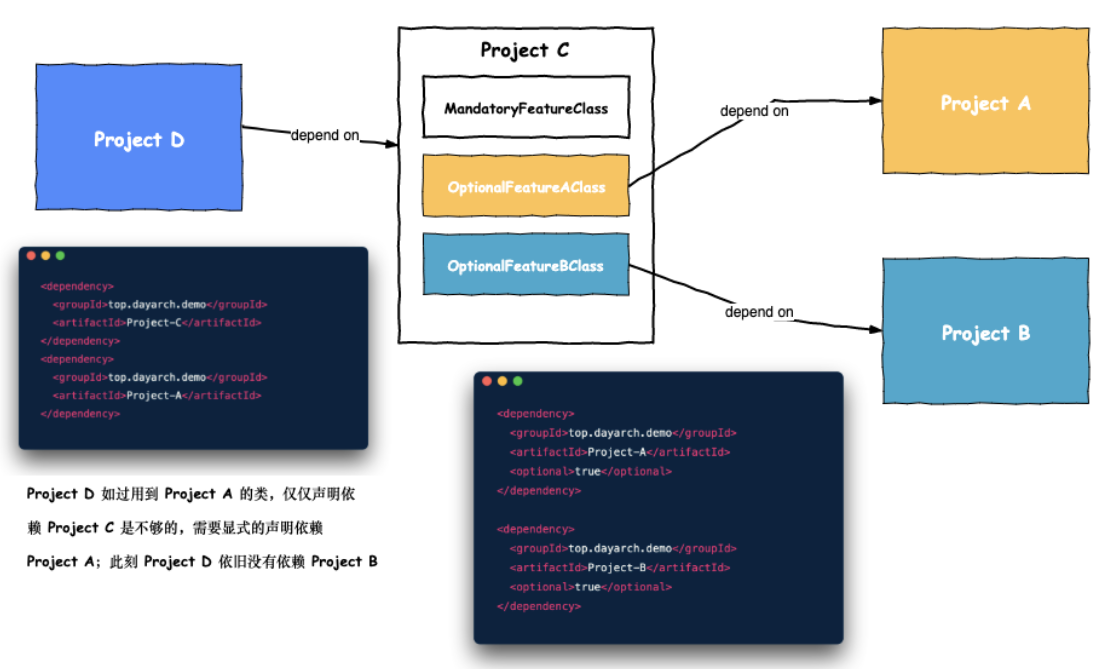 Project D
depend on
Project C
MandatoryFeatureClass
OptionalFeatureAClass
OptionalFeatureBClass
depend on
Project A
depend on
Project B
<dependency>
<groupId>top.dayarch.demo</groupId>
<artifactId>Project-C</artifactId>
</dependency>
<dependency>
<groupId>top.dayarch.demo</groupId>
<artifactId>Project-A</artifactId>
</dependency>
Project D 如过用到 Project A 的类，仅仅声明依
赖 Project C 是不够的，需要显式的声明依赖
Project A；此刻 Project D 依旧没有依赖 Project B
<dependency>
<groupId>top.dayarch.demo</groupId>
<artifactId>Project-A</artifactId>
<optional>true</optional>
</dependency>
<dependency>
<groupId>top.dayarch.demo</groupId>
<artifactId>Project-B</artifactId>
<optional>true</optional>
</dependency>